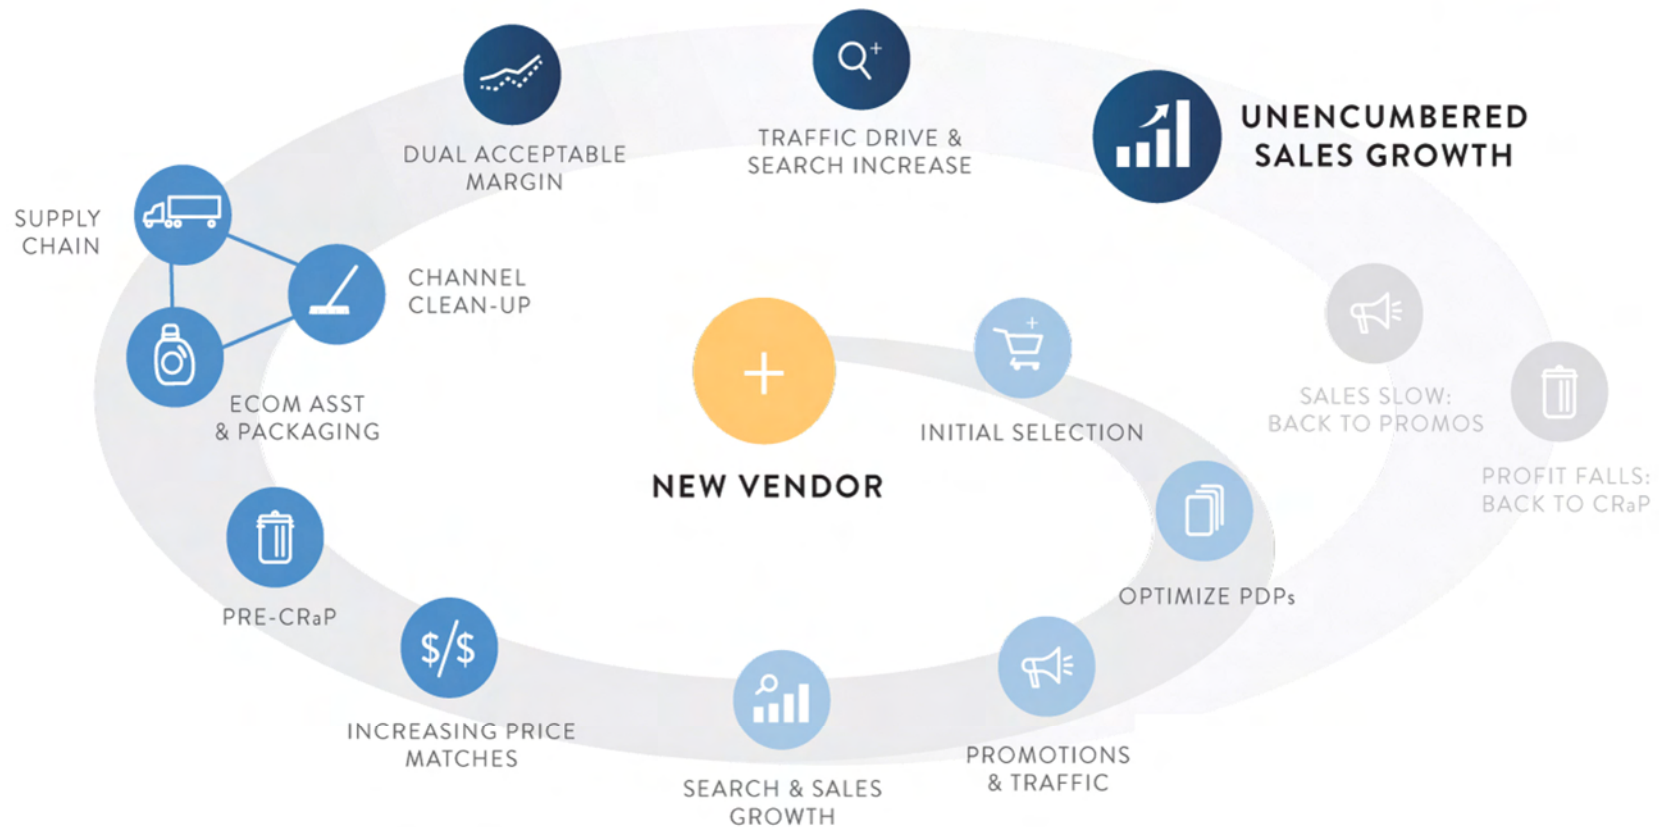 DUAL ACCEPTABLE
MARGIN
TRAFFIC DRIVE &
SEARCH INCREASE
UNENCUMBERED
SALES GROWTH
SUPPLY
CHAIN
CHANNEL
CLEAN-UP
ECOM ASST
& PACKAGING
NEW VENDOR
INITIAL SELECTION
SALES SLOW:
BACK TO PROMOS
PROFIT FALLS:
BACK TO CRaP
OPTIMIZE PDPs
PRE-CRaP
$/$
INCREASING PRICE
MATCHES
SEARCH & SALES
GROWTH
PROMOTIONS
& TRAFFIC